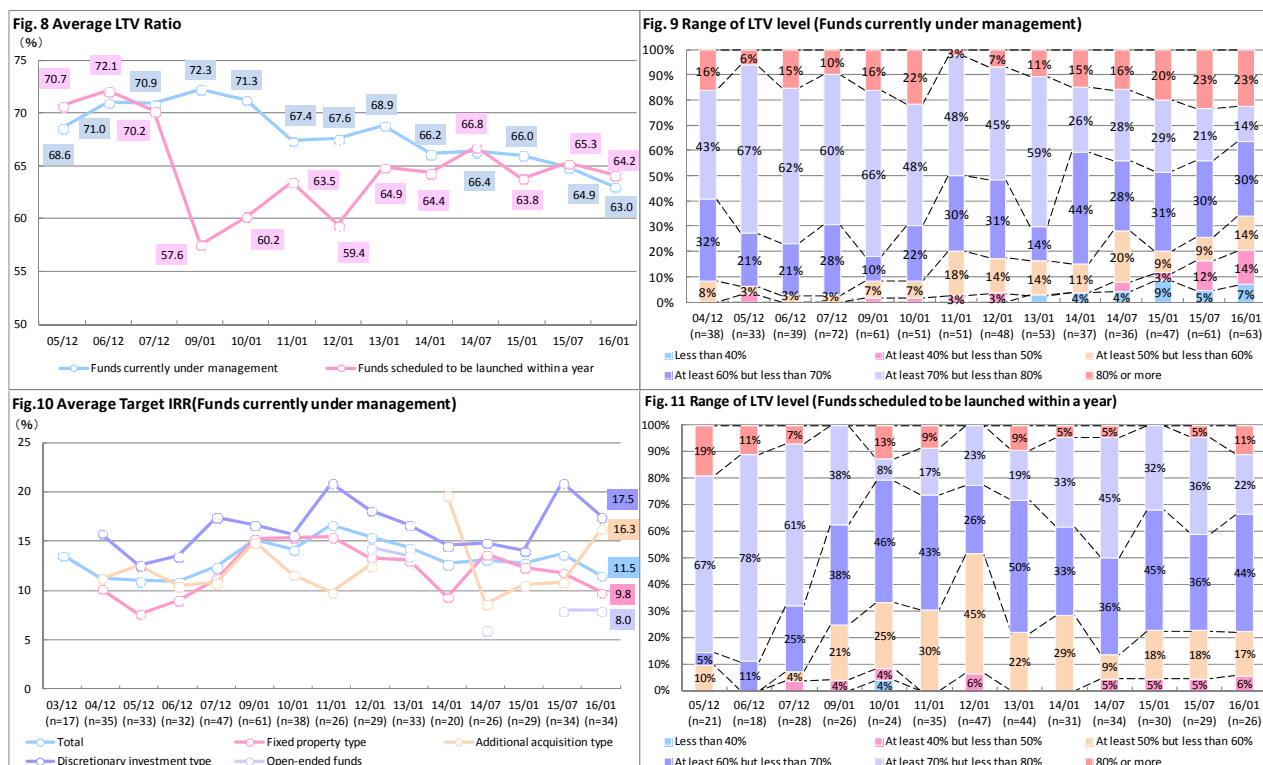 Fig. 8 Average LTV Ratio
(%)
75
70
65
60
55
50
70.7
72.1
70.9
72.3
71.3
67.4
67.6
68.9
66.2
66.8
66.0
65.3
64.2
68.6
71.0
70.2
57.6
60.2
63.5
59.4
64.9
64.4
66.4
63.8
64.9
63.0
05/12 06/12 07/12 09/01 10/01 11/01 12/01 13/01 14/01 14/07 15/01 15/07 16/01
Funds currently under management
Funds scheduled to be launched within a year
Fig. 9 Range of LTV level (Funds currently under management)
100%
90%
80%
70%
60%
50%
40%
30%
20%
10%
0%
16% 6% 15% 10% 16% 22% 3% 7% 11% 15% 16% 20% 23% 23%
43% 67% 62% 60% 66% 48% 48% 45% 59% 26% 28% 29% 21% 14%
32% 21% 21% 28% 10% 22% 30% 31% 14% 44% 28% 31% 30% 30%
8% 3% 3% 3% 7% 7% 18% 14% 14% 11% 20% 9% 9% 14%
3% 3% 3% 12% 14%
4% 4% 9% 5% 7%
04/12 05/12 06/12 07/12 09/01 10/01 11/01 12/01 13/01 14/01 14/07 15/01 15/07 16/01
(n=38) (n=33) (n=39) (n=72) (n=61) (n=51) (n=51) (n=48) (n=53) (n=37) (n=36) (n=47) (n=61) (n=63)
Less than 40% At least 40% but less than 50% At least 50% but less than 60%
At least 60% but less than 70% At least 70% but less than 80% 80% or more
Fig.10 Average Target IRR(Funds currently under management)
(%)
25
20
15
10
5
0
17.5
16.3
11.5
9.8
8.0
03/12 04/12 05/12 06/12 07/12 09/01 10/01 11/01 12/01 13/01 14/01 14/07 15/01 15/07 16/01
(n=17) (n=35) (n=33) (n=32) (n=47) (n=61) (n=38) (n=26) (n=29) (n=33) (n=20) (n=26) (n=29) (n=34) (n=34)
Total Fixed property type Additional acquisition type
Discretionary investment type Open-ended funds
Fig. 11 Range of LTV level (Funds scheduled to be launched within a year)
100%
90%
80%
70%
60%
50%
40%
30%
20%
10%
0%
19% 11% 7% 13% 9% 9% 5% 5% 5% 11%
67% 78% 61% 38% 8% 17% 23% 19% 33% 45% 32% 36% 22%
5% 11% 25% 38% 46% 43% 26% 50% 33% 36% 45% 36% 44%
10% 4% 21% 25% 30% 45% 22% 29% 9% 18% 18% 17%
4% 4% 6% 5% 5% 5% 6%
4%
05/12 06/12 07/12 09/01 10/01 11/01 12/01 13/01 14/01 14/07 15/01 15/07 16/01
(n=21) (n=18) (n=28) (n=26) (n=24) (n=35) (n=47) (n=44) (n=31) (n=34) (n=30) (n=29) (n=26)
Less than 40% At least 40% but less than 50% At least 50% but less than 60%
At least 60% but less than 70% At least 70% but less than 80% 80% or more